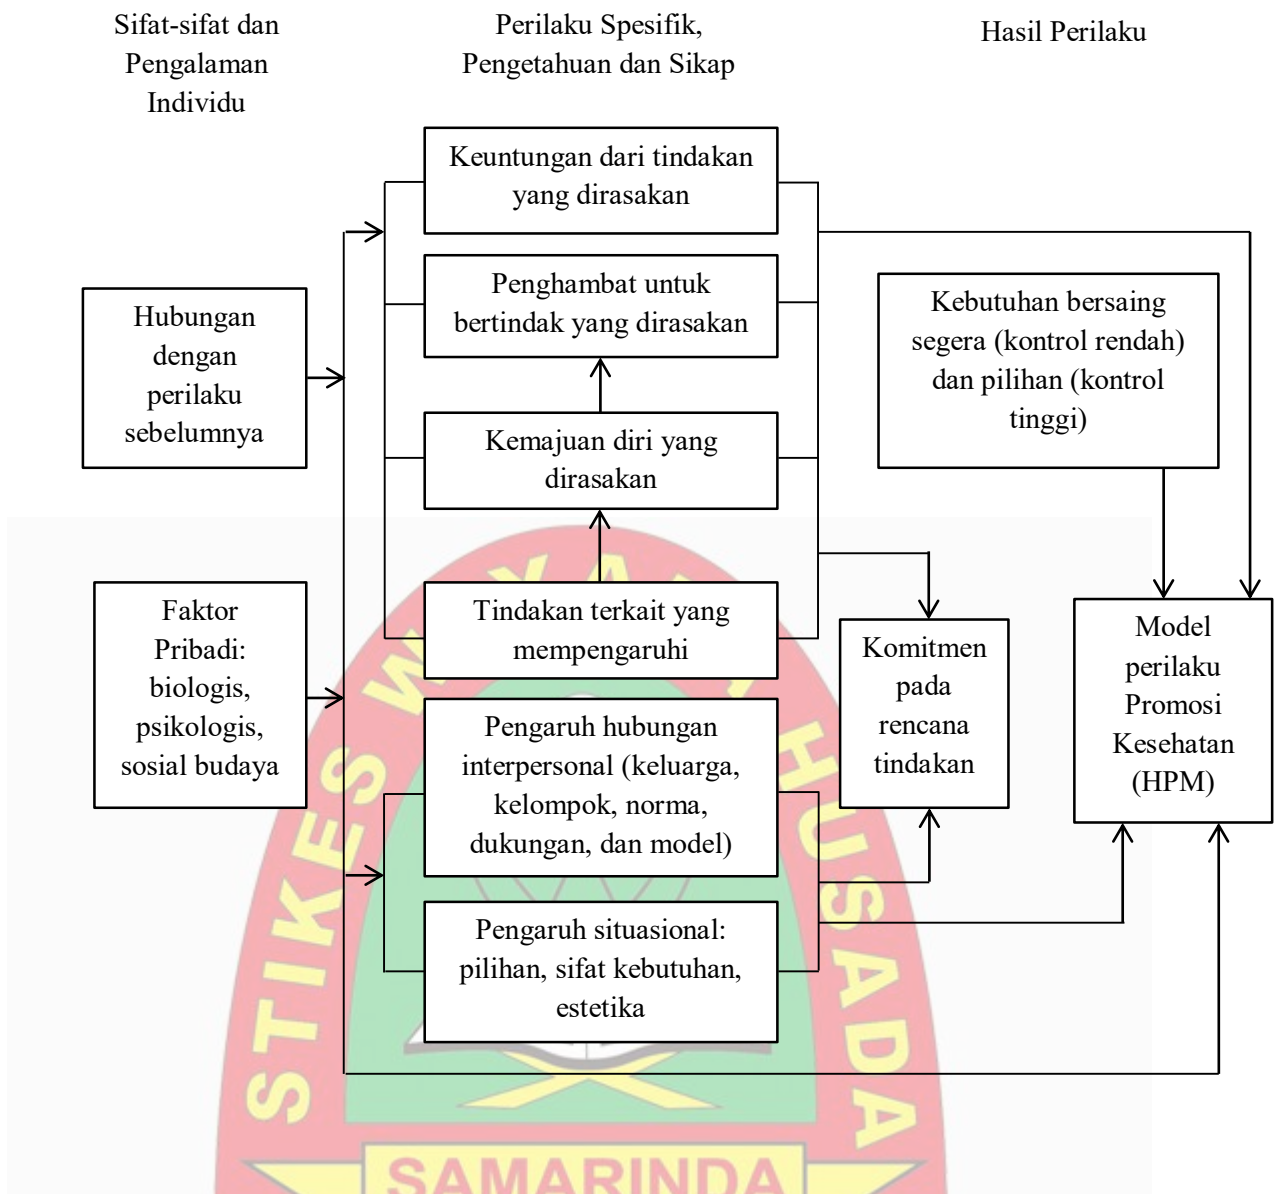 Sifat-sifat dan
Pengalaman
Individu
Perilaku Spesifik,
Pengetahuan dan Sikap
Hasil Perilaku
Keuntungan dari tindakan
yang dirasakan
Penghambat untuk
bertindak yang dirasakan
Kebutuhan bersaing
segera (kontrol rendah)
dan pilihan (kontrol
tinggi)
Hubungan
dengan
perilaku
sebelumnya
Kemajuan diri yang
dirasakan
Faktor
Pribadi:
biologis,
psikologis,
sosial budaya
Tindakan terkait yang
mempengaruhi
Komitmen
pada
rencana
tindakan
Model
perilaku
Promosi
Kesehatan
(HPM)
Pengaruh hubungan
interpersonal (keluarga,
kelompok, norma,
dukungan, dan model)
Pengaruh situasional:
pilihan, sifat kebutuhan,
estetika
STIKES HUSADA
SAMARINDA